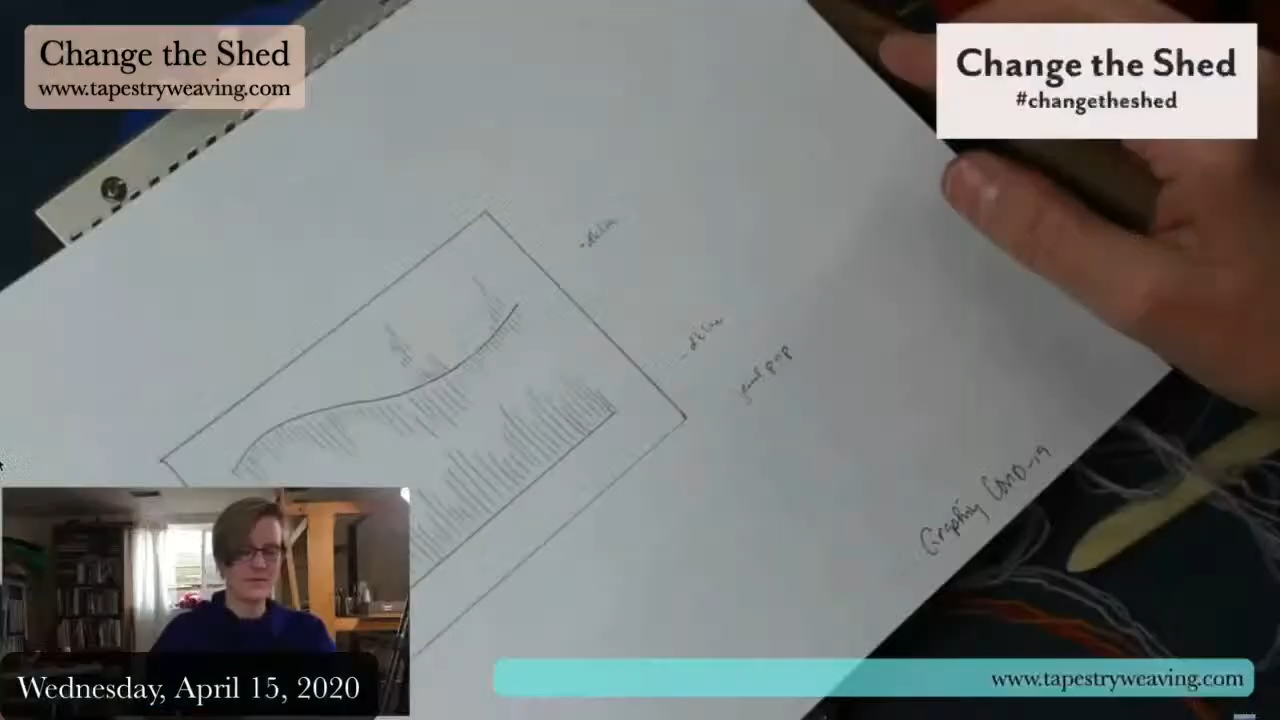 Change the Shed
www.tapestryweaving.com
Change the Shed
#changetheshed
Graphing COVID-19
Wednesday, April 15, 2020
www.tapestryweaving.com